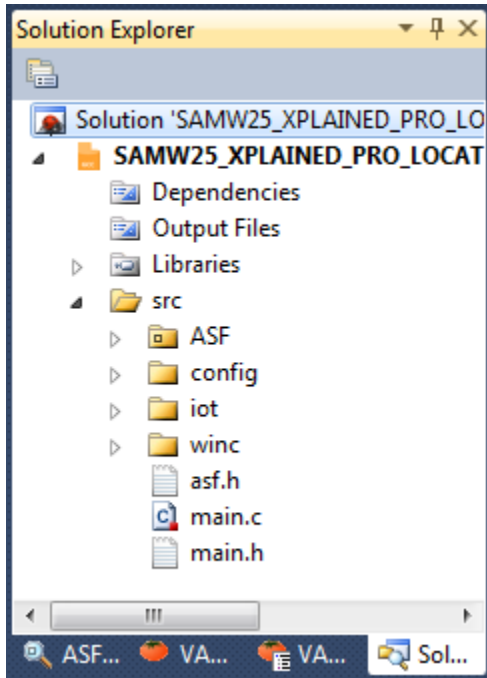 Solution Explorer
Solution 'SAMW25_XPLAINED_PRO_LO
SAMW25_XPLAINED_PRO_LOCAT
Dependencies
Output Files
Libraries
src
ASF
config
iot
winc
asf.h
main.c
main.h
ASF... VA... VA... Sol...